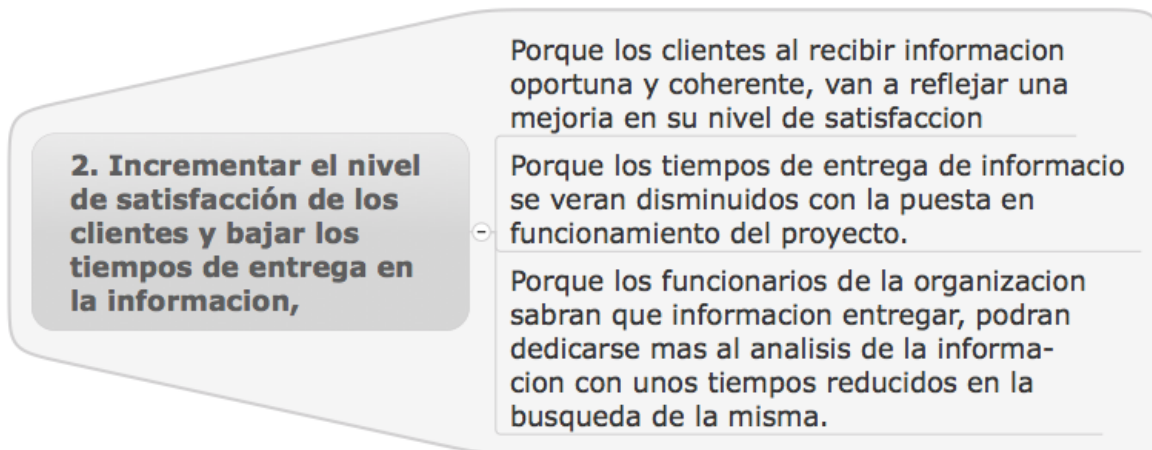 2. Incrementar el nivel
de satisfacción de los
clientes y bajar los
tiempos de entrega en
la informacion,
Porque los clientes al recibir informacion
oportuna y coherente, van a reflejar una
mejoria en su nivel de satisfaccion
Porque los tiempos de entrega de informacio
se veran disminuidos con la puesta en
funcionamiento del proyecto.
Porque los funcionarios de la organizacion
sabran que informacion entregar, podran
dedicarse mas al analisis de la informa-
cion con unos tiempos reducidos en la
busqueda de la misma.